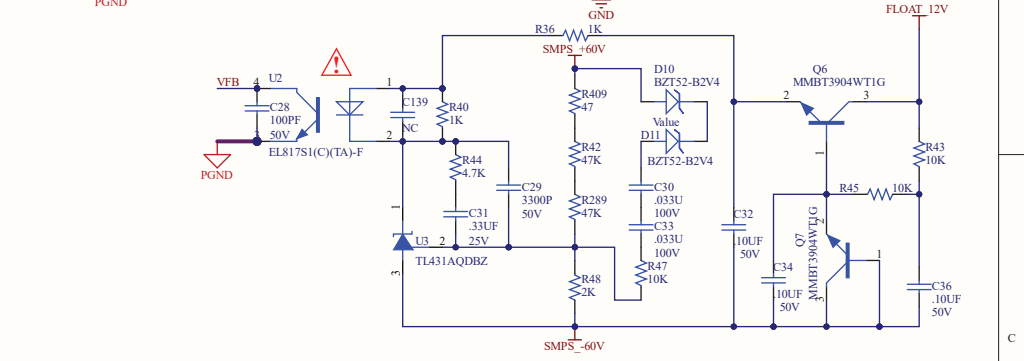 PGND
GND
FLOAT_12V
R36 1K
SMPS_+60V
VFB 4 U2
C28
100PF
50V
3
EL817S1(C)(TA)-F
PGND
1
2
C139
NC
R40
1K
R44
4.7K
C31
.33UF
25V
C29
3300P
50V
1
U3 2
TL431AQDBZ
3
R409
47
R42
47K
R289
47K
R48
2K
SMPS_-60V
D10
BZT52-B2V4
Value
D11
BZT52-B2V4
C30
.033U
100V
C33
.033U
100V
R47
10K
C32
.10UF
50V
Q6
MMBT3904WT1G
2 3
1
R43
10K
R45 10K
Q7
MMBT3904WT1G
2
1
3
C34
.10UF
50V
C36
.10UF
50V
C